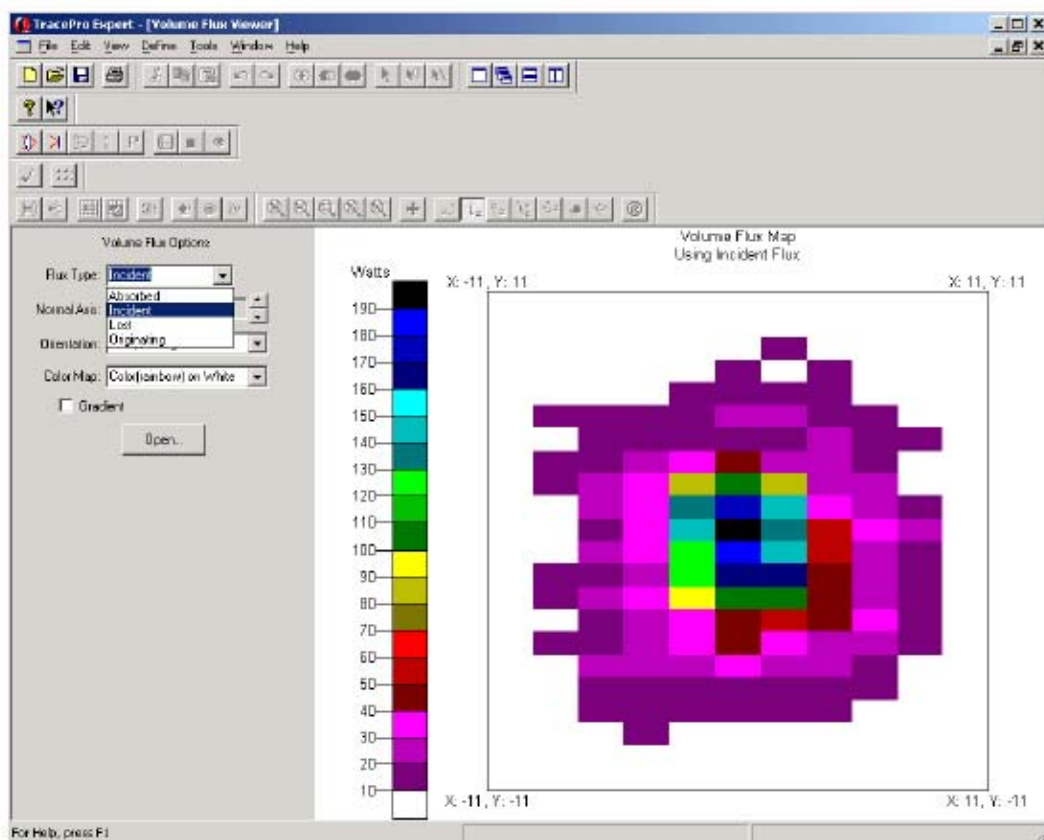 TracePro Expert - [Volume Flux Viewer]
File Edit View Define Tools Window Help
Volume Flux Options
Flux Type: Incident
Absorbed
Incident
Lost
Originating
Normal Axis:
Orientation:
Color Map: Color(rainbow) on White
Gradient
Open...
Volume Flux Map
Using Incident Flux
Watts
X: -11, Y: 11
X: 11, Y: 11
190
180
170
160
150
140
130
120
110
100
90
80
70
60
50
40
30
20
10
X: -11, Y: -11
X: 11, Y: -11
For Help, press F1